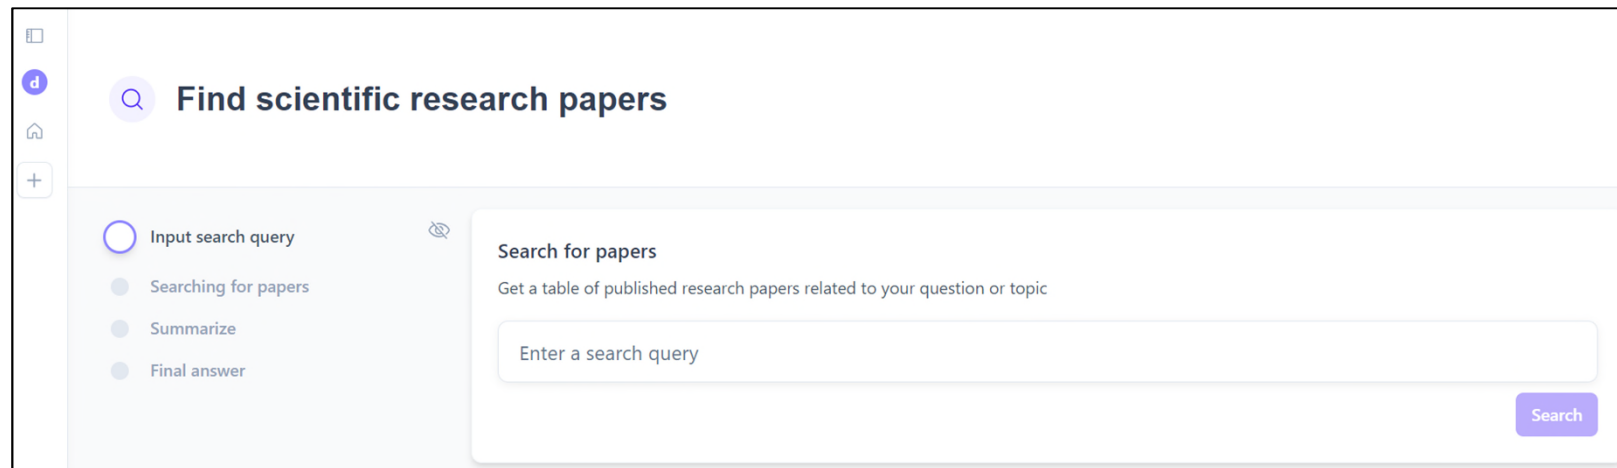 d
Find scientific research papers
Input search query
Searching for papers
Summarize
Final answer
Search for papers
Get a table of published research papers related to your question or topic
Enter a search query
Search